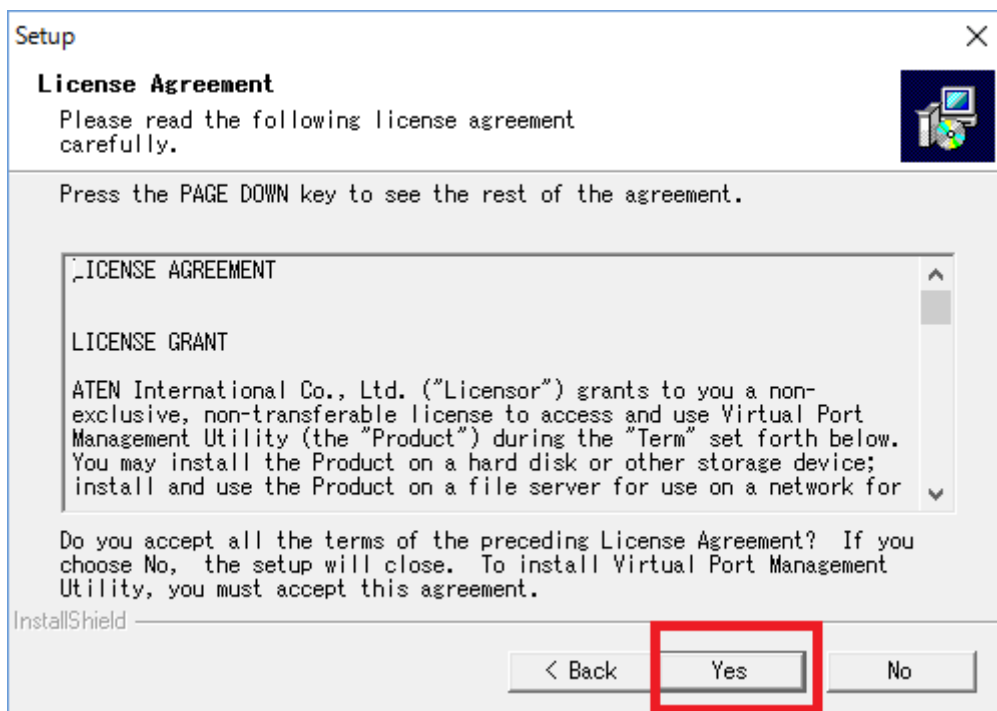 Setup
License Agreement
Please read the following license agreement
carefully.
Press the PAGE DOWN key to see the rest of the agreement.
LICENSE AGREEMENT
LICENSE GRANT
ATEN International Co., Ltd. ("Licensor") grants to you a non-
exclusive, non-transferable license to access and use Virtual Port
Management Utility (the "Product") during the "Term" set forth below.
You may install the Product on a hard disk or other storage device;
install and use the Product on a file server for use on a network for
Do you accept all the terms of the preceding License Agreement?  If you
choose No,  the setup will close.  To install Virtual Port Management
Utility, you must accept this agreement.
InstallShield
< Back
Yes
No